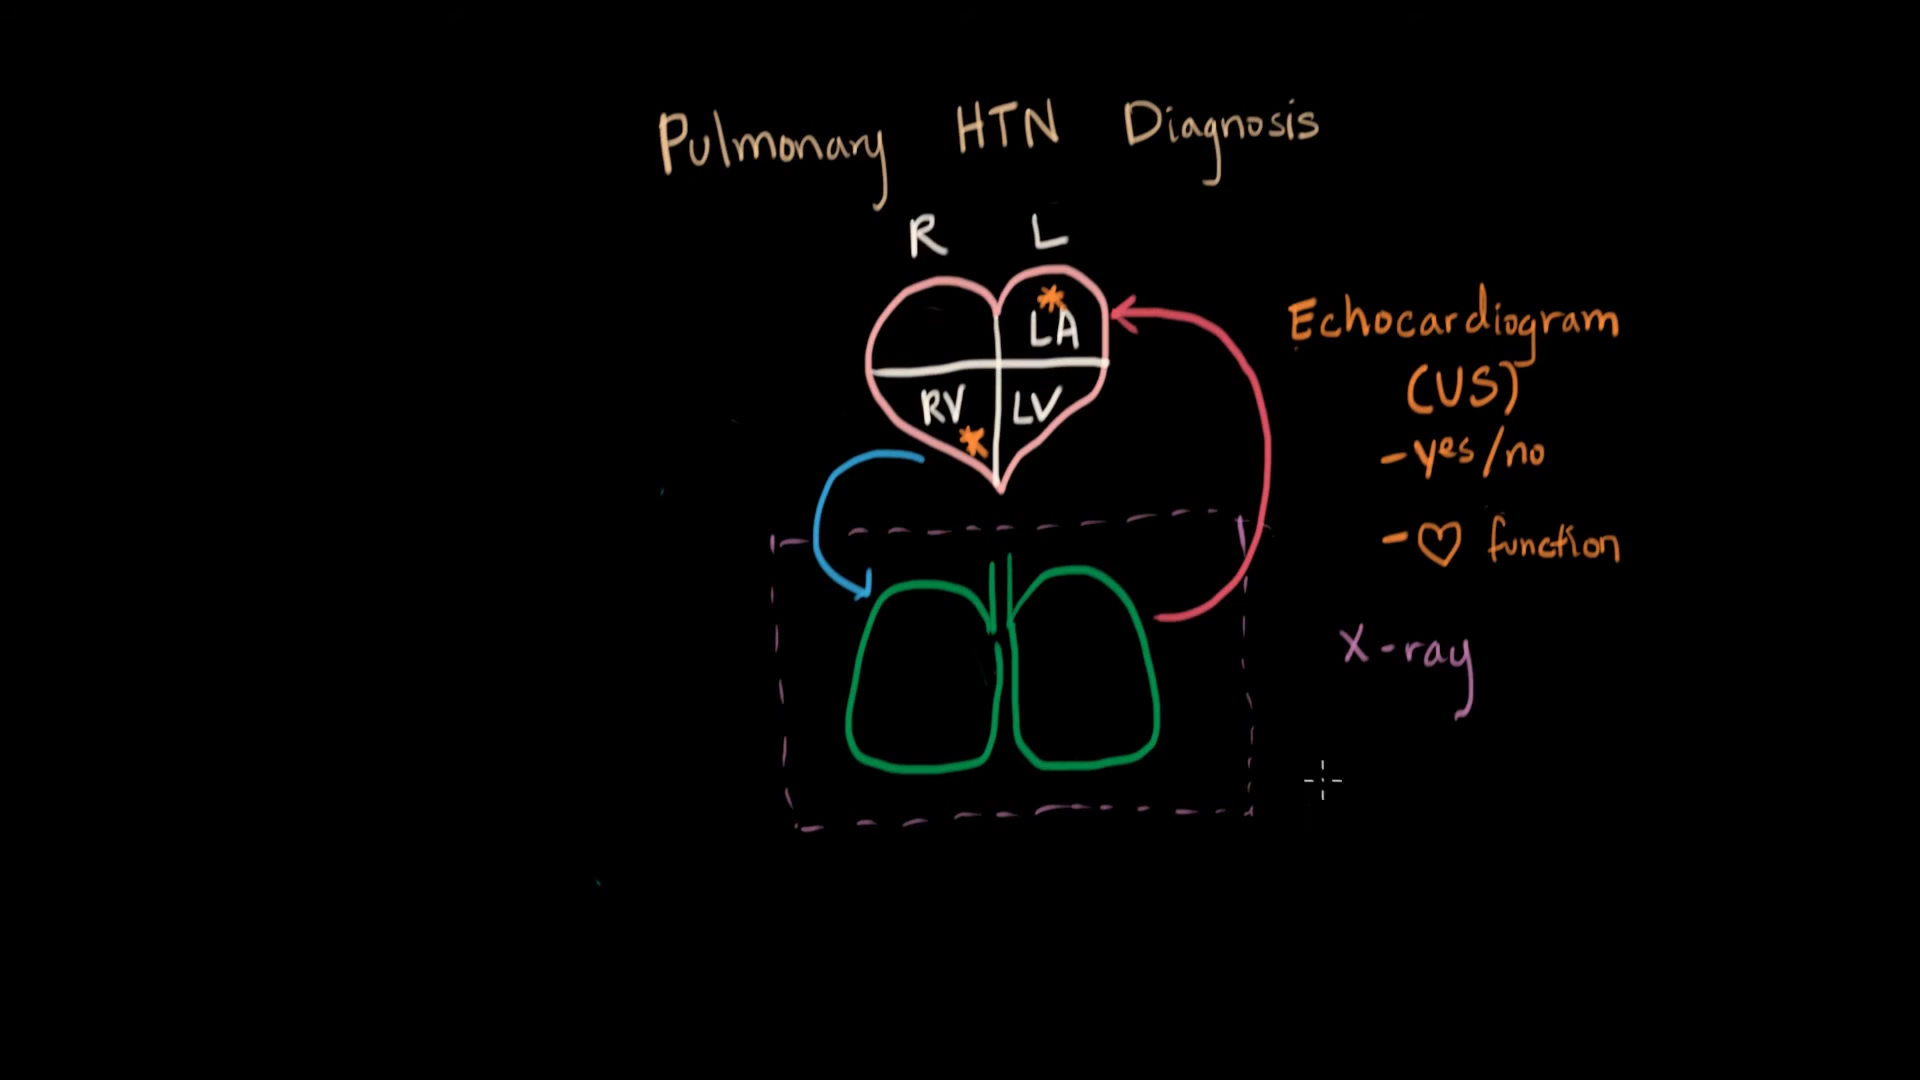 Pulmonary HTN Diagnosis
R L
LA
RV LV
Echocardiogram
(US)
- yes/no
- ♡ function
X-ray